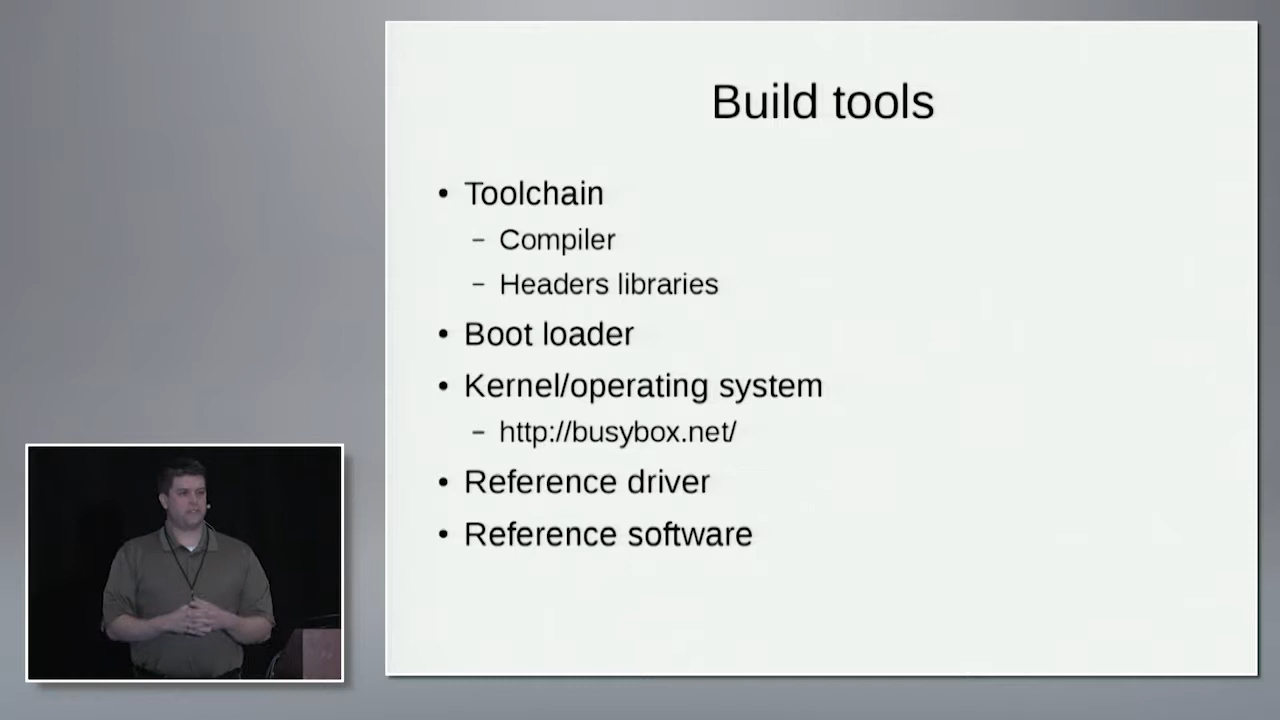 Build tools
• Toolchain
– Compiler
– Headers libraries
• Boot loader
• Kernel/operating system
– http://busybox.net/
• Reference driver
• Reference software